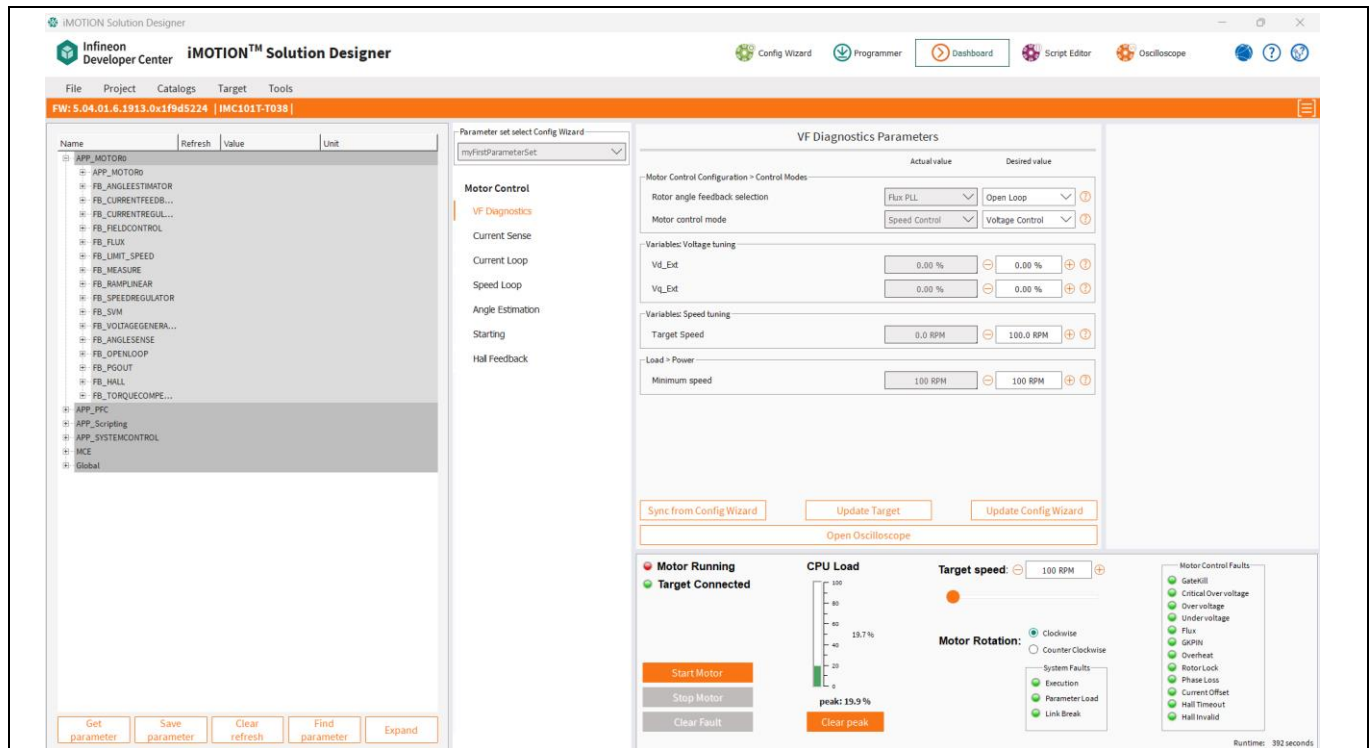 iMOTION Solution Designer
Infineon
Developer Center
iMOTION™ Solution Designer
Config Wizard
Programmer
Dashboard
Script Editor
Oscilloscope
File Project Catalogs Target Tools
FW: 5.04.01.6.1913.0x1f9d5224 | IMC101T-T038 |
Name Refresh Value Unit
APP_MOTOR0
APP_MOTOR0
FB_ANGLEESTIMATOR
FB_CURRENTFEEDB...
FB_CURRENTREGUL...
FB_FIELDCONTROL
FB_FLUX
FB_LIMIT_SPEED
FB_MEASURE
FB_RAMPLINEAR
FB_SPEEDREGULATOR
FB_SVM
FB_VOLTAGEGENERA...
FB_ANGLESENSE
FB_OPENLOOP
FB_PGOUT
FB_HALL
FB_TORQUECOMPE...
APP_PFC
APP_Scripting
APP_SYSTEMCONTROL
MCE
Global
Get parameter
Save parameter
Clear refresh
Find parameter
Expand
Parameter set select Config Wizard
myFirstParameterSet
Motor Control
VF Diagnostics
Current Sense
Current Loop
Speed Loop
Angle Estimation
Starting
Hall Feedback
VF Diagnostics Parameters
Actual value Desired value
Motor Control Configuration > Control Modes
Rotor angle feedback selection Flux PLL Open Loop
Motor control mode Speed Control Voltage Control
Variables: Voltage tuning
Vd_Ext 0.00 % 0.00 %
Vq_Ext 0.00 % 0.00 %
Variables: Speed tuning
Target Speed 0.0 RPM 100.0 RPM
Load > Power
Minimum speed 100 RPM 100 RPM
Sync from Config Wizard Update Target Update Config Wizard
Open Oscilloscope
Motor Running
Target Connected
Start Motor
Stop Motor
Clear Fault
CPU Load
100
80
60
19.7 %
40
20
0
peak: 19.9 %
Clear peak
Target speed: 100 RPM
Motor Rotation:
Clockwise
Counter Clockwise
System Faults
Execution
Parameter Load
Link Break
Motor Control Faults
GateKill
Critical Over voltage
Over voltage
Under voltage
Flux
GKPIN
Overheat
Rotor Lock
Phase Loss
Current Offset
Hall Timeout
Hall Invalid
Runtime: 392 seconds